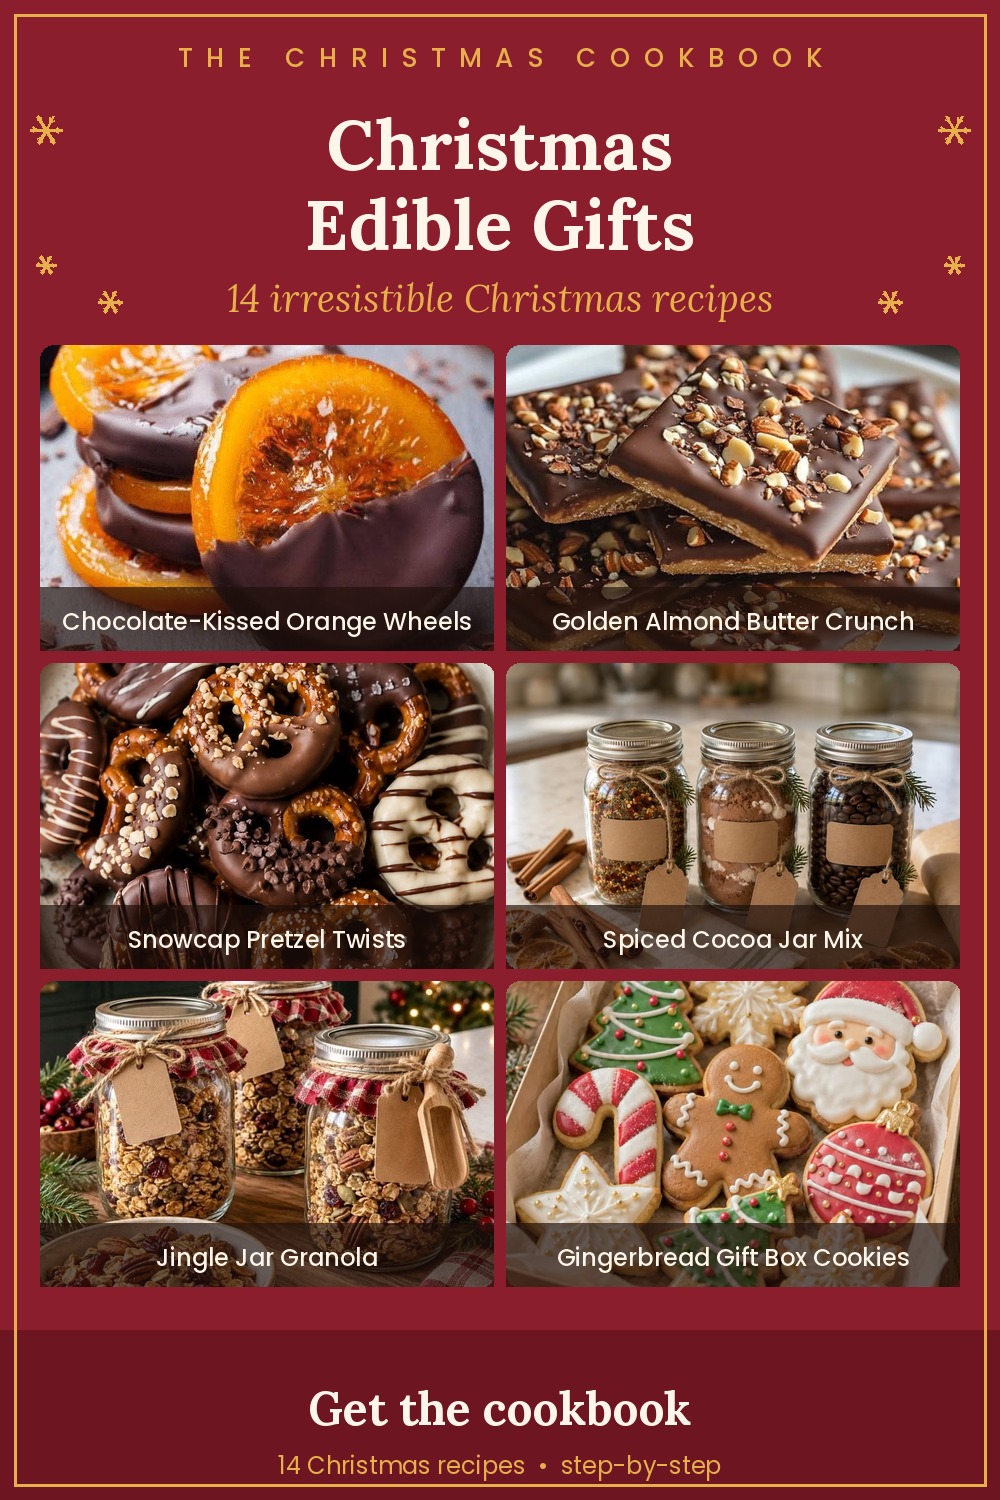 THE CHRISTMAS COOKBOOK
Christmas
Edible Gifts
14 irresistible Christmas recipes
Chocolate-Kissed Orange Wheels
Golden Almond Butter Crunch
Snowcap Pretzel Twists
Spiced Cocoa Jar Mix
Jingle Jar Granola
Gingerbread Gift Box Cookies
Get the cookbook
14 Christmas recipes • step-by-step